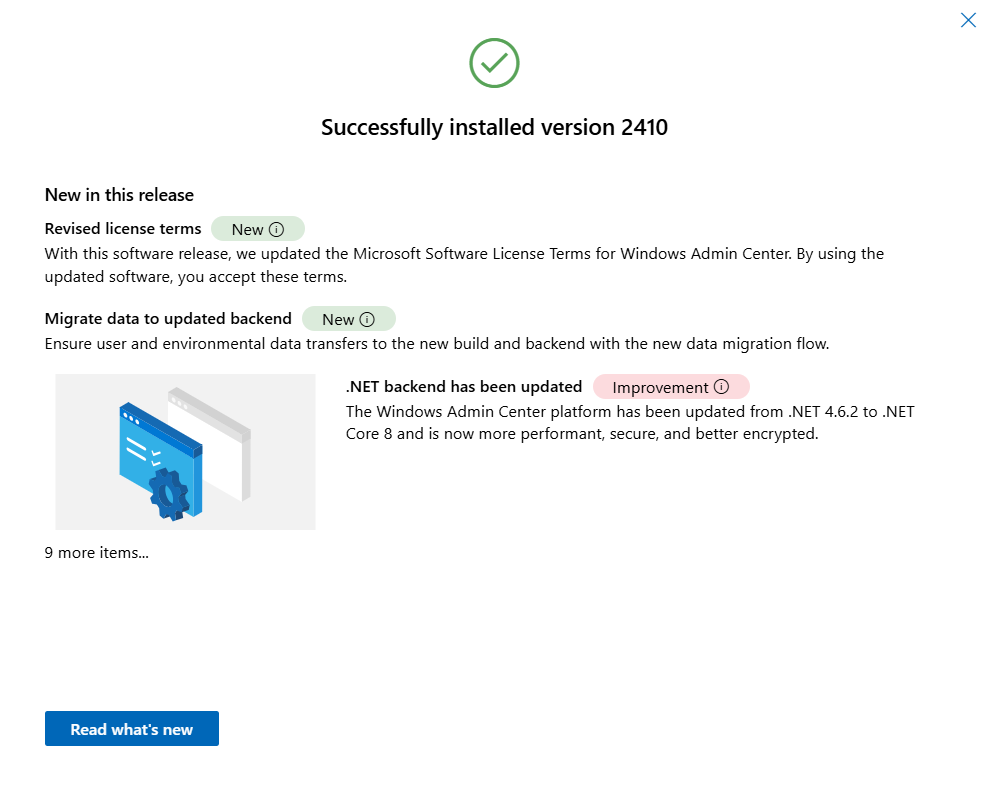 Successfully installed version 2410
New in this release
Revised license terms New
With this software release, we updated the Microsoft Software License Terms for Windows Admin Center. By using the
updated software, you accept these terms.
Migrate data to updated backend New
Ensure user and environmental data transfers to the new build and backend with the new data migration flow.
.NET backend has been updated Improvement
The Windows Admin Center platform has been updated from .NET 4.6.2 to .NET
Core 8 and is now more performant, secure, and better encrypted.
9 more items...
Read what's new